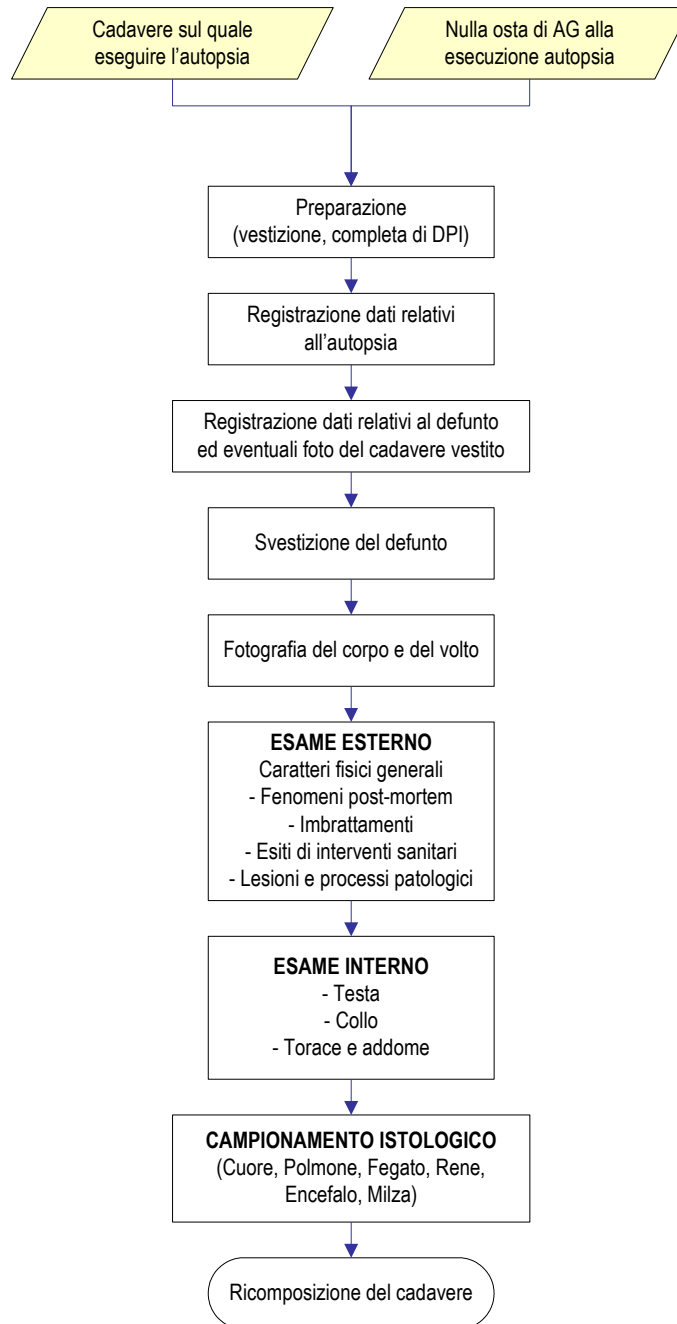 Cadavere sul quale
eseguire l’autopsia
Nulla osta di AG alla
esecuzione autopsia
Preparazione
(vestizione, completa di DPI)
Registrazione dati relativi
all’autopsia
Registrazione dati relativi al defunto
ed eventuali foto del cadavere vestito
Svestizione del defunto
Fotografia del corpo e del volto
ESAME ESTERNO
Caratteri fisici generali
- Fenomeni post-mortem
- Imbrattamenti
- Esiti di interventi sanitari
- Lesioni e processi patologici
ESAME INTERNO
- Testa
- Collo
- Torace e addome
CAMPIONAMENTO ISTOLOGICO
(Cuore, Polmone, Fegato, Rene,
Encefalo, Milza)
Ricomposizione del cadavere